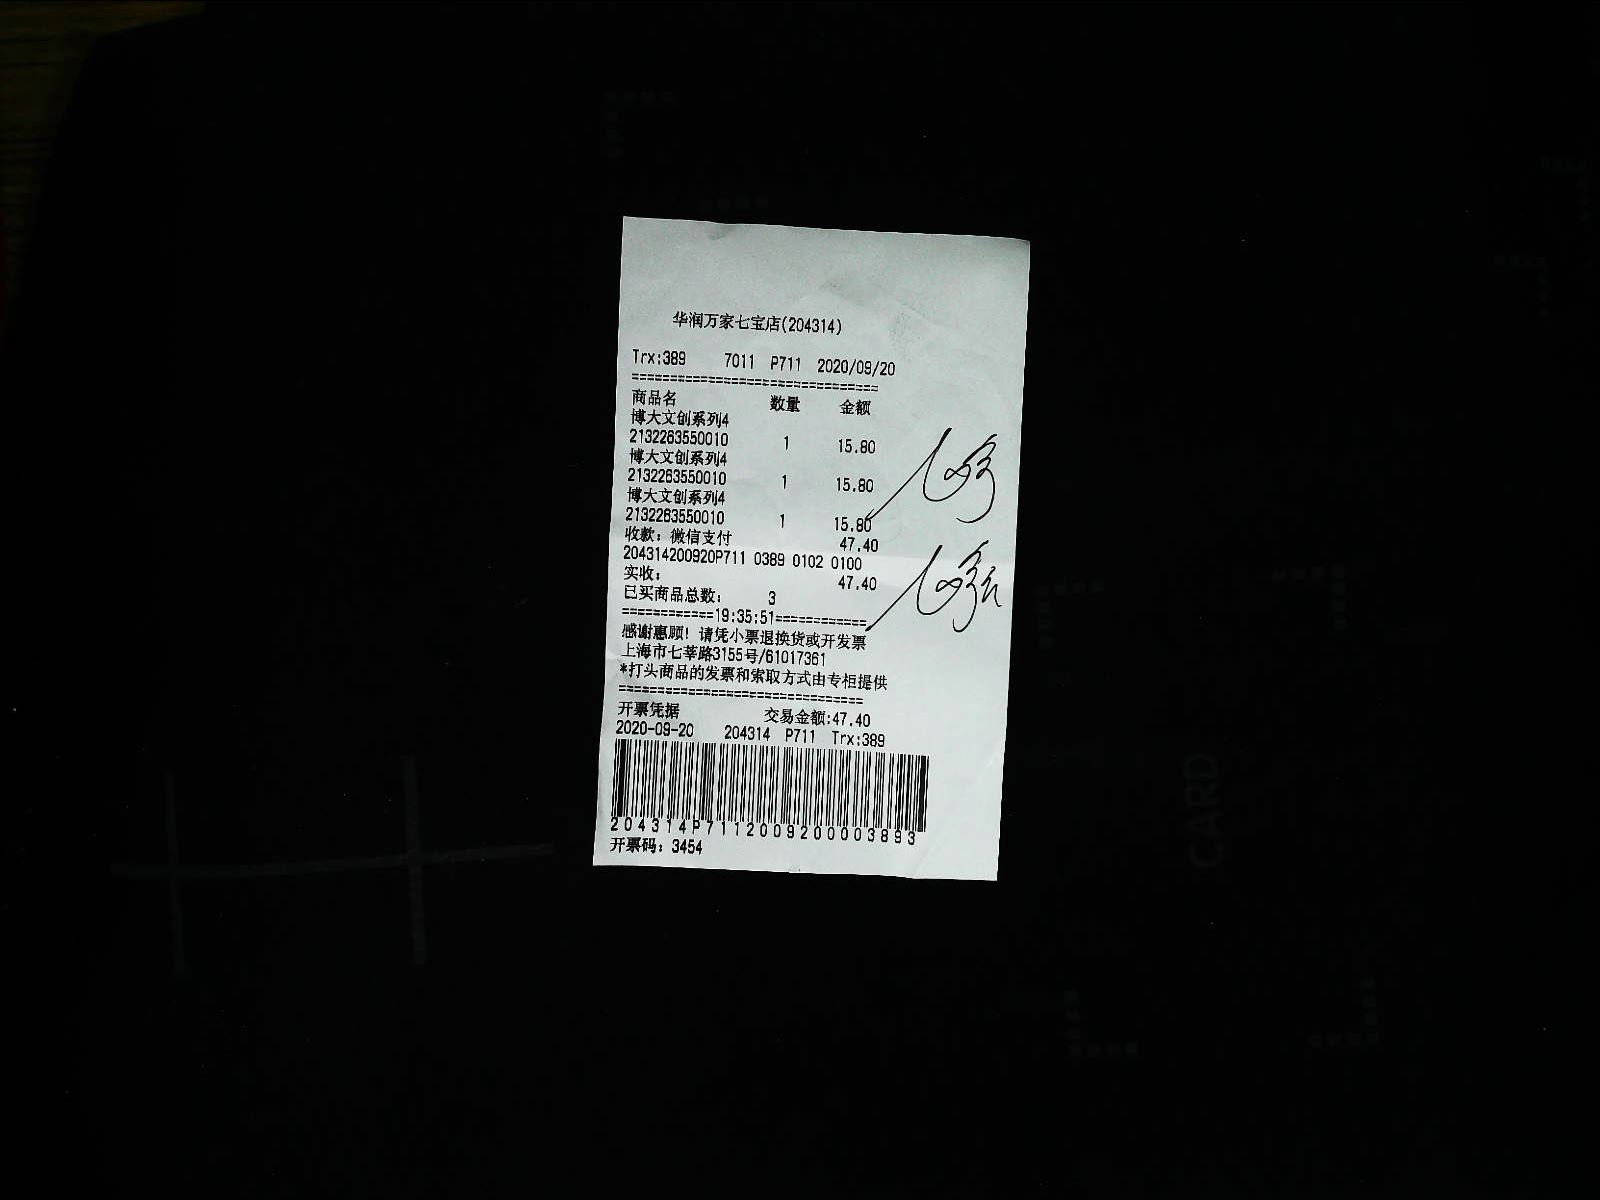 华润万家七宝店(204314)
Trx:389 7011 P711 2020/09/20
================================
商品名 数量 金额
博大文创系列4
2132263550010 1 15.80
博大文创系列4
2132263550010 1 15.80
博大文创系列4
2132263550010 1 15.80
收款：微信支付 47.40
204314200920P711 0389 0102 0100
实收： 47.40
已买商品总数： 3
============19:35:51============
感谢惠顾！请凭小票退换货或开发票
上海市七莘路3155号/61017361
*打头商品的发票和索取方式由专柜提供
================================
开票凭据 交易金额:47.40
2020-09-20 204314 P711 Trx:389
204314P7112009200003893
开票码：3454
CARD